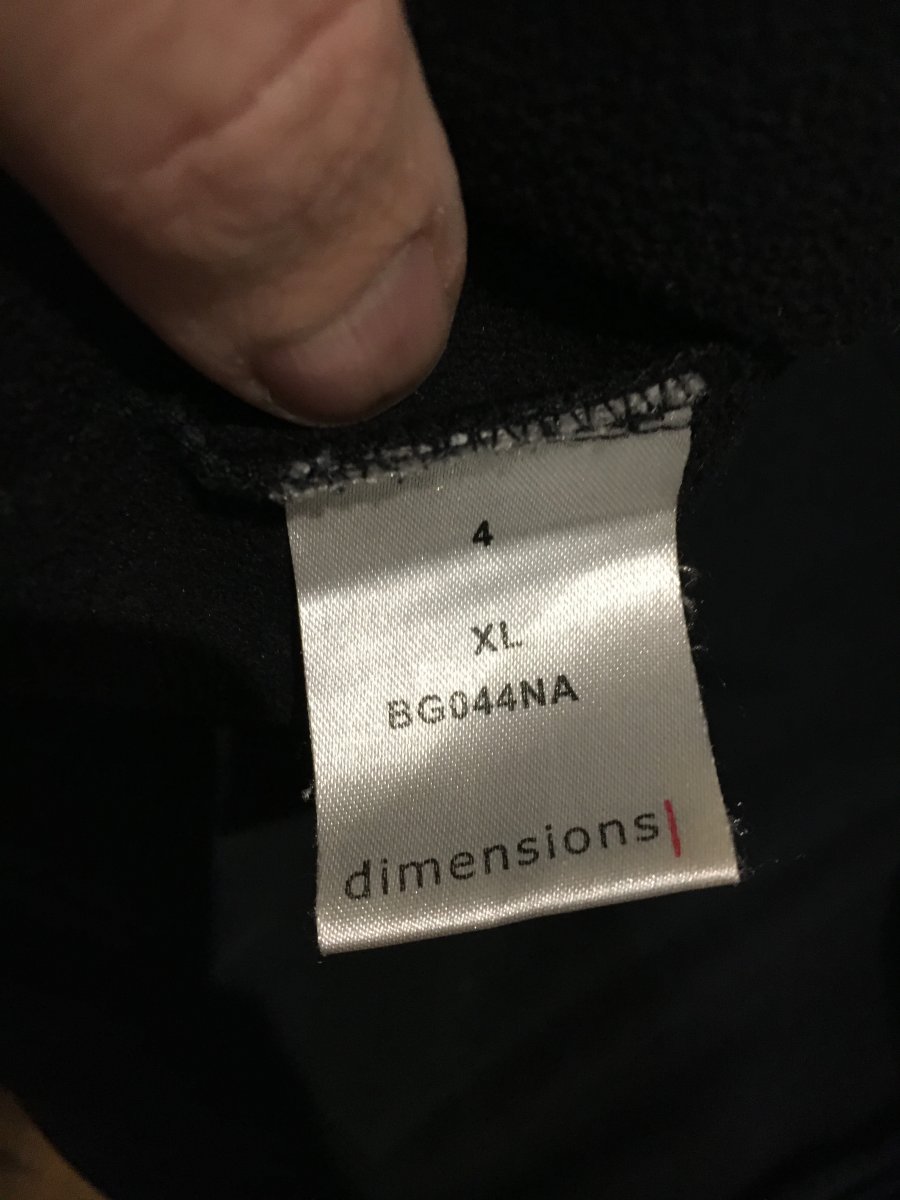 4
XL
BG044NA
dimensions|